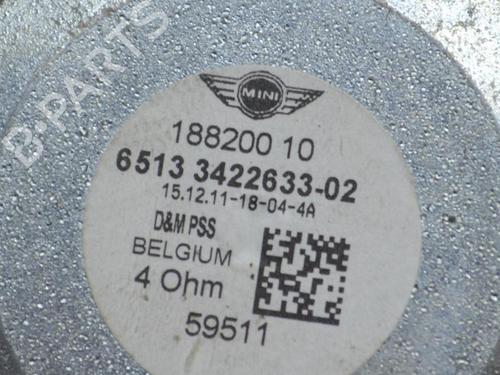 B-PARTS
MINI
188200 10
6513 3422633-02
15.12.11-18-04-4A
D&M PSS
BELGIUM
4 Ohm
59511